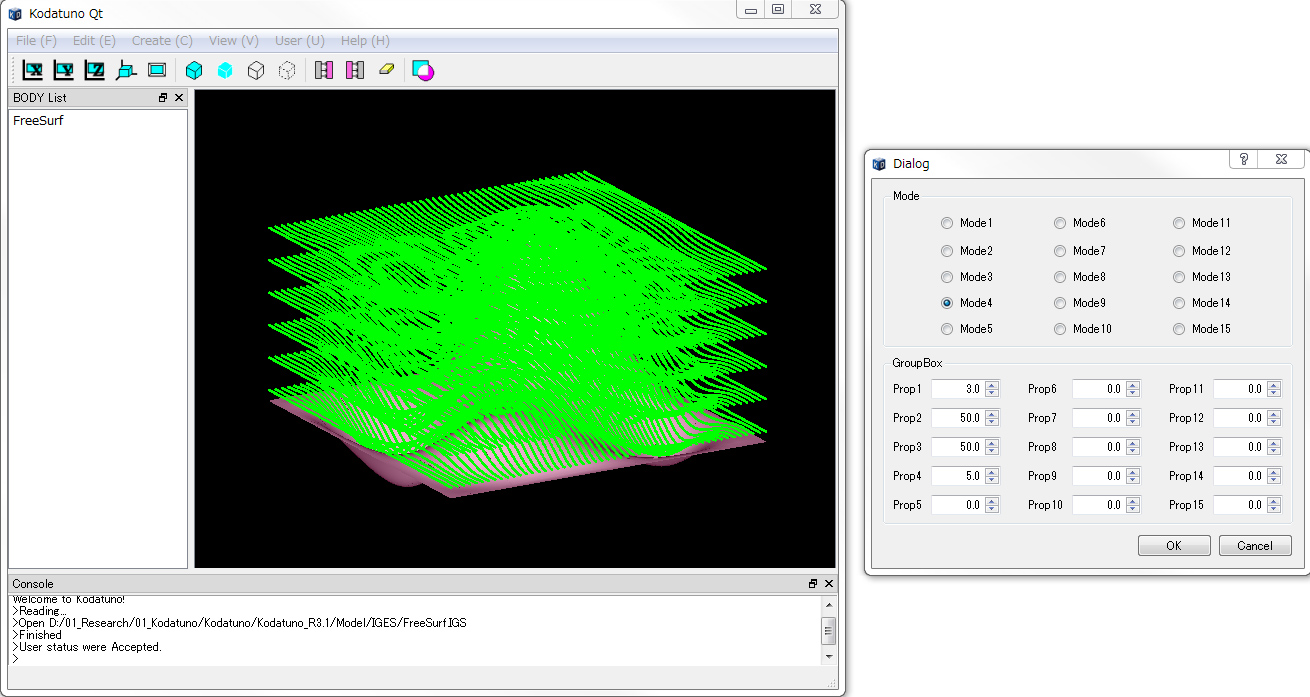 Kodatuno Qt
File (F) Edit (E) Create (C) View (V) User (U) Help (H)
X Y Z
BODY List
FreeSurf
Console
Welcome to Kodatuno!
>Reading...
>Open D:/01_Research/01_Kodatuno/Kodatuno/Kodatuno_R3.1/Model/IGES/FreeSurf.IGS
>Finished
>User status were Accepted.
>
Dialog
Mode
Mode1 Mode6 Mode11
Mode2 Mode7 Mode12
Mode3 Mode8 Mode13
Mode4 Mode9 Mode14
Mode5 Mode10 Mode15
GroupBox
Prop1 3.0 Prop6 0.0 Prop11 0.0
Prop2 50.0 Prop7 0.0 Prop12 0.0
Prop3 50.0 Prop8 0.0 Prop13 0.0
Prop4 5.0 Prop9 0.0 Prop14 0.0
Prop5 0.0 Prop10 0.0 Prop15 0.0
OK Cancel